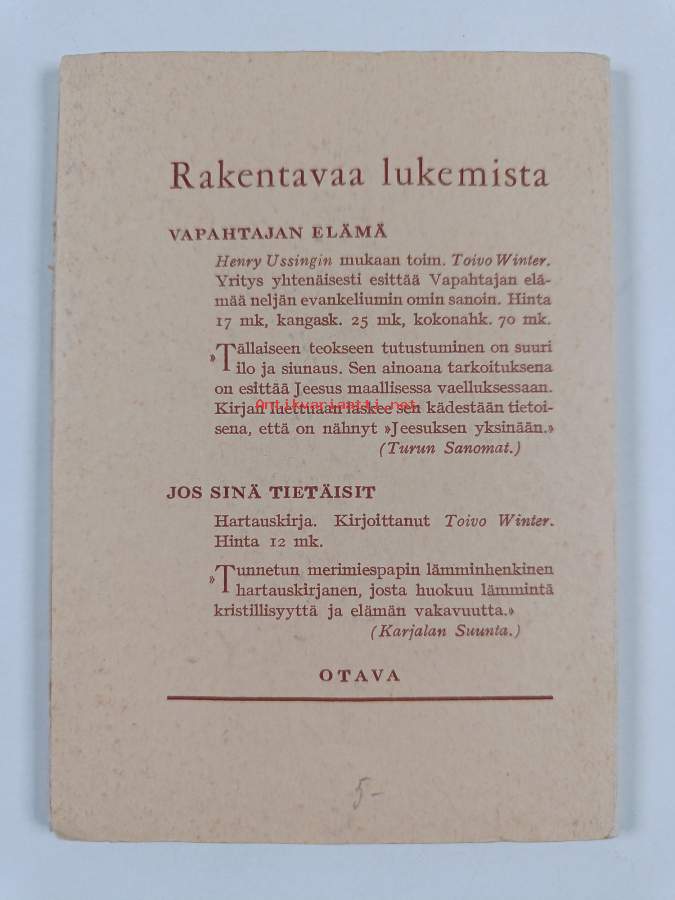 Rakentavaa lukemista
VAPAHTAJAN ELÄMÄ
Henry Ussingin mukaan toim. Toivo Winter.
Yritys yhtenäisesti esittää Vapahtajan elä-
mää neljän evankeliumin omin sanoin. Hinta
17 mk, kangask. 25 mk, kokonahk. 70 mk.
»Tällaiseen teokseen tutustuminen on suuri
ilo ja siunaus. Sen ainoana tarkoituksena
on esittää Jeesus maallisessa vaelluksessaan.
Antikvariaatti.net
Kirjan luettuaan laskee sen kädestään tietoi-
sena, että on nähnyt »Jeesuksen yksinään.»
(Turun Sanomat.)
JOS SINÄ TIETÄISIT
Hartauskirja. Kirjoittanut Toivo Winter.
Hinta 12 mk.
»Tunnetun merimiespapin lämminhenkinen
hartauskirjanen, josta huokuu lämmintä
kristillisyyttä ja elämän vakavuutta.»
(Karjalan Suunta.)
OTAVA
5-